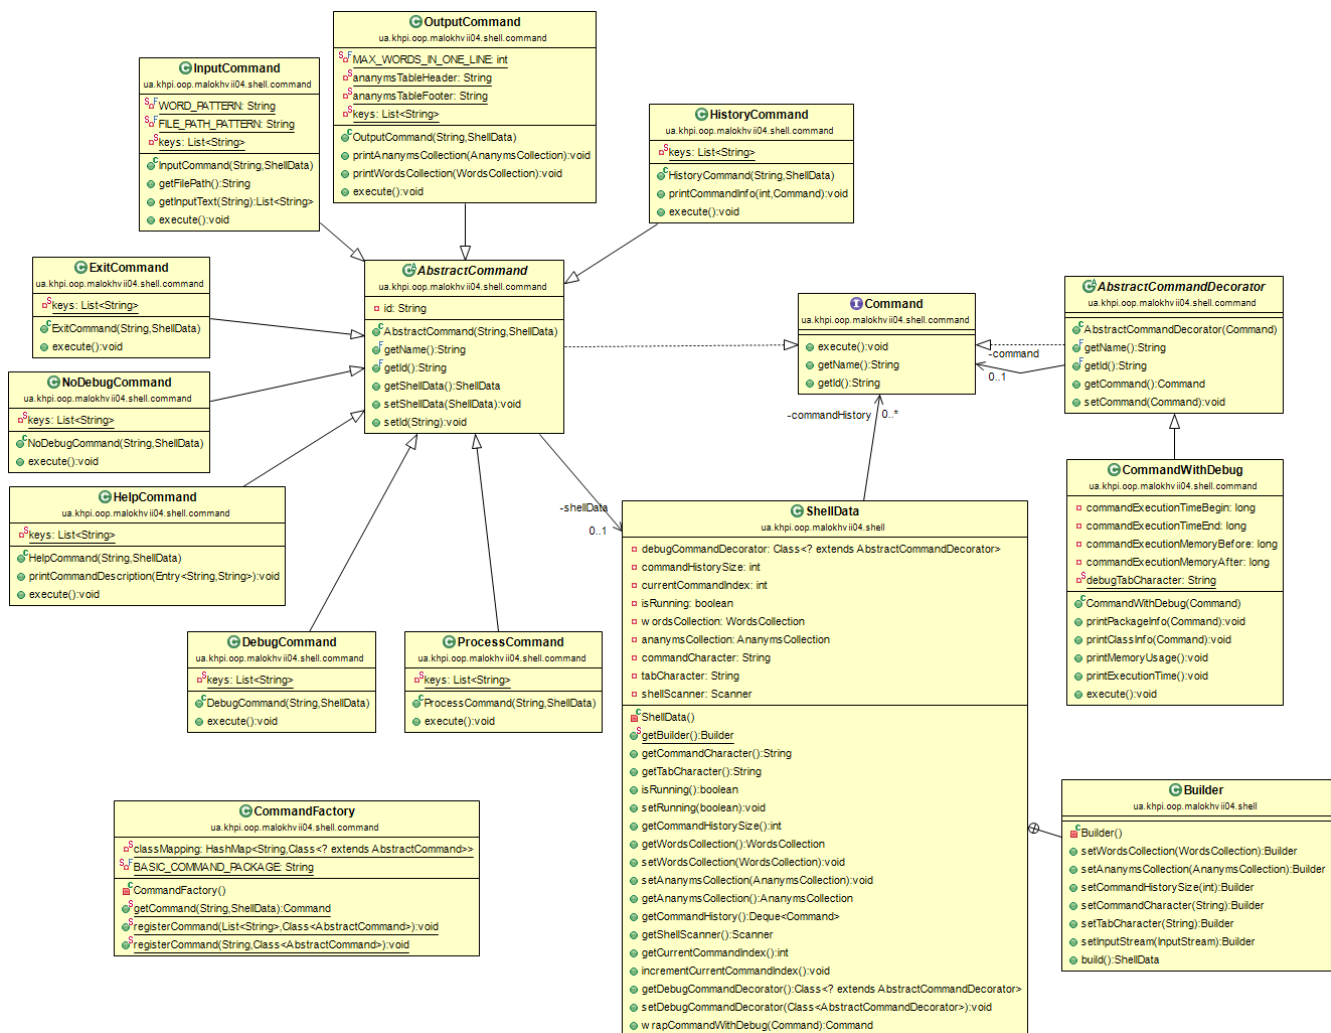 OutputCommand
ua.khpi.oop.malokhvii04.shell.command
MAX_WORDS_IN_ONE_LINE: int
ananymsTableHeader: String
ananymsTableFooter: String
keys: List<String>
OutputCommand(String,ShellData)
printAnanymsCollection(AnanymsCollection):void
printWordsCollection(WordsCollection):void
execute():void
InputCommand
ua.khpi.oop.malokhvii04.shell.command
WORD_PATTERN: String
FILE_PATH_PATTERN: String
keys: List<String>
InputCommand(String,ShellData)
getFilePath():String
getInputText(String):List<String>
execute():void
HistoryCommand
ua.khpi.oop.malokhvii04.shell.command
keys: List<String>
HistoryCommand(String,ShellData)
printCommandInfo(int,Command):void
execute():void
ExitCommand
ua.khpi.oop.malokhvii04.shell.command
keys: List<String>
ExitCommand(String,ShellData)
execute():void
AbstractCommand
ua.khpi.oop.malokhvii04.shell.command
id: String
AbstractCommand(String,ShellData)
getName():String
getId():String
getShellData():ShellData
setShellData(ShellData):void
setId(String):void
Command
ua.khpi.oop.malokhvii04.shell.command
execute():void
getName():String
getId():String
AbstractCommandDecorator
ua.khpi.oop.malokhvii04.shell.command
AbstractCommandDecorator(Command)
getName():String
getId():String
getCommand():Command
setCommand(Command):void
-command
0..1
-commandHistory
0..*
NoDebugCommand
ua.khpi.oop.malokhvii04.shell.command
keys: List<String>
NoDebugCommand(String,ShellData)
execute():void
HelpCommand
ua.khpi.oop.malokhvii04.shell.command
keys: List<String>
HelpCommand(String,ShellData)
printCommandDescription(Entry<String,String>):void
execute():void
-shellData
0..1
CommandWithDebug
ua.khpi.oop.malokhvii04.shell.command
commandExecutionTimeBegin: long
commandExecutionTimeEnd: long
commandExecutionMemoryBefore: long
commandExecutionMemoryAfter: long
debugTabCharacter: String
CommandWithDebug(Command)
printPackageInfo(Command):void
printClassInfo(Command):void
printMemoryUsage():void
printExecutionTime():void
execute():void
ShellData
ua.khpi.oop.malokhvii04.shell
debugCommandDecorator: Class<? extends AbstractCommandDecorator>
commandHistorySize: int
currentCommandIndex: int
isRunning: boolean
wordsCollection: WordsCollection
ananymsCollection: AnanymsCollection
commandCharacter: String
tabCharacter: String
shellScanner: Scanner
ShellData()
getBuilder():Builder
getCommandCharacter():String
getTabCharacter():String
isRunning():boolean
setRunning(boolean):void
getCommandHistorySize():int
getWordsCollection():WordsCollection
setWordsCollection(WordsCollection):void
setAnanymsCollection(AnanymsCollection):void
getAnanymsCollection():AnanymsCollection
getCommandHistory():Deque<Command>
getShellScanner():Scanner
getCurrentCommandIndex():int
incrementCurrentCommandIndex():void
getDebugCommandDecorator():Class<? extends AbstractCommandDecorator>
setDebugCommandDecorator(Class<AbstractCommandDecorator>):void
wrapCommandWithDebug(Command):Command
DebugCommand
ua.khpi.oop.malokhvii04.shell.command
keys: List<String>
DebugCommand(String,ShellData)
execute():void
ProcessCommand
ua.khpi.oop.malokhvii04.shell.command
keys: List<String>
ProcessCommand(String,ShellData)
execute():void
CommandFactory
ua.khpi.oop.malokhvii04.shell.command
classMapping: HashMap<String,Class<? extends AbstractCommand>>
BASIC_COMMAND_PACKAGE: String
CommandFactory()
getCommand(String,ShellData):Command
registerCommand(List<String>,Class<AbstractCommand>):void
registerCommand(String,Class<AbstractCommand>):void
Builder
ua.khpi.oop.malokhvii04.shell
Builder()
setWordsCollection(WordsCollection):Builder
setAnanymsCollection(AnanymsCollection):Builder
setCommandHistorySize(int):Builder
setCommandCharacter(String):Builder
setTabCharacter(String):Builder
setInputStream(InputStream):Builder
build():ShellData